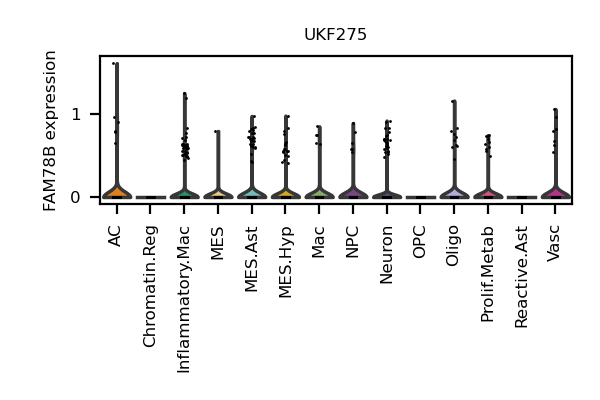 UKF275
FAM78B expression
1
0
AC
Chromatin.Reg
Inflammatory.Mac
MES
MES.Ast
MES.Hyp
Mac
NPC
Neuron
OPC
Oligo
Prolif.Metab
Reactive.Ast
Vasc